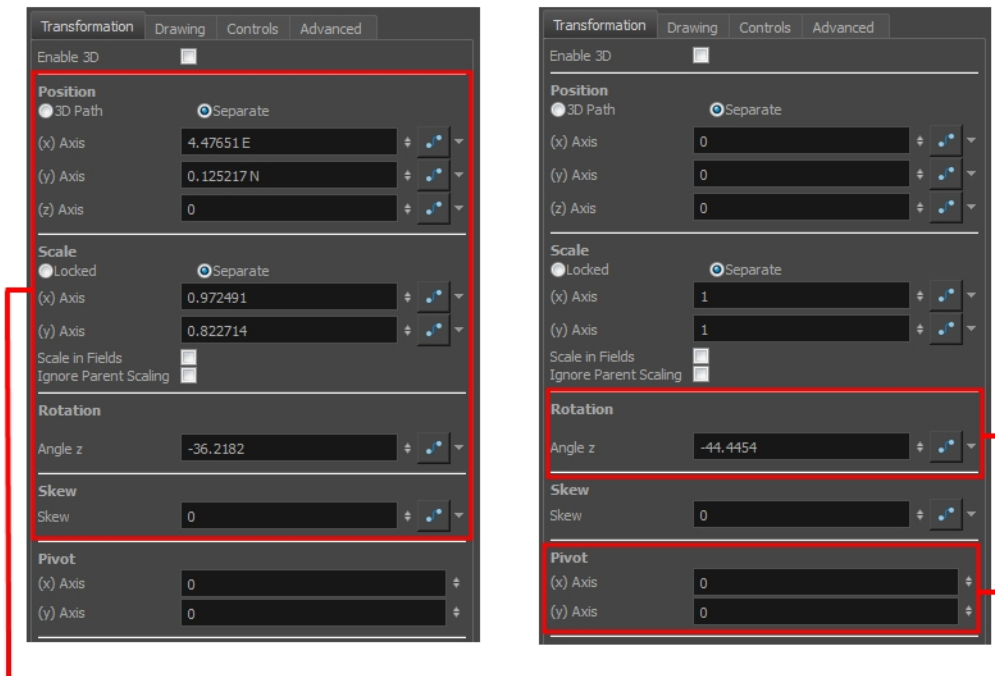 Transformation Drawing Controls Advanced
Enable 3D
Position
3D Path Separate
(x) Axis 4.47651 E
(y) Axis 0.125217 N
(z) Axis 0
Scale
Locked Separate
(x) Axis 0.972491
(y) Axis 0.822714
Scale in Fields
Ignore Parent Scaling
Rotation
Angle z -36.2182
Skew
Skew 0
Pivot
(x) Axis 0
(y) Axis 0
Transformation Drawing Controls Advanced
Enable 3D
Position
3D Path Separate
(x) Axis 0
(y) Axis 0
(z) Axis 0
Scale
Locked Separate
(x) Axis 1
(y) Axis 1
Scale in Fields
Ignore Parent Scaling
Rotation
Angle z -44.4454
Skew
Skew 0
Pivot
(x) Axis 0
(y) Axis 0